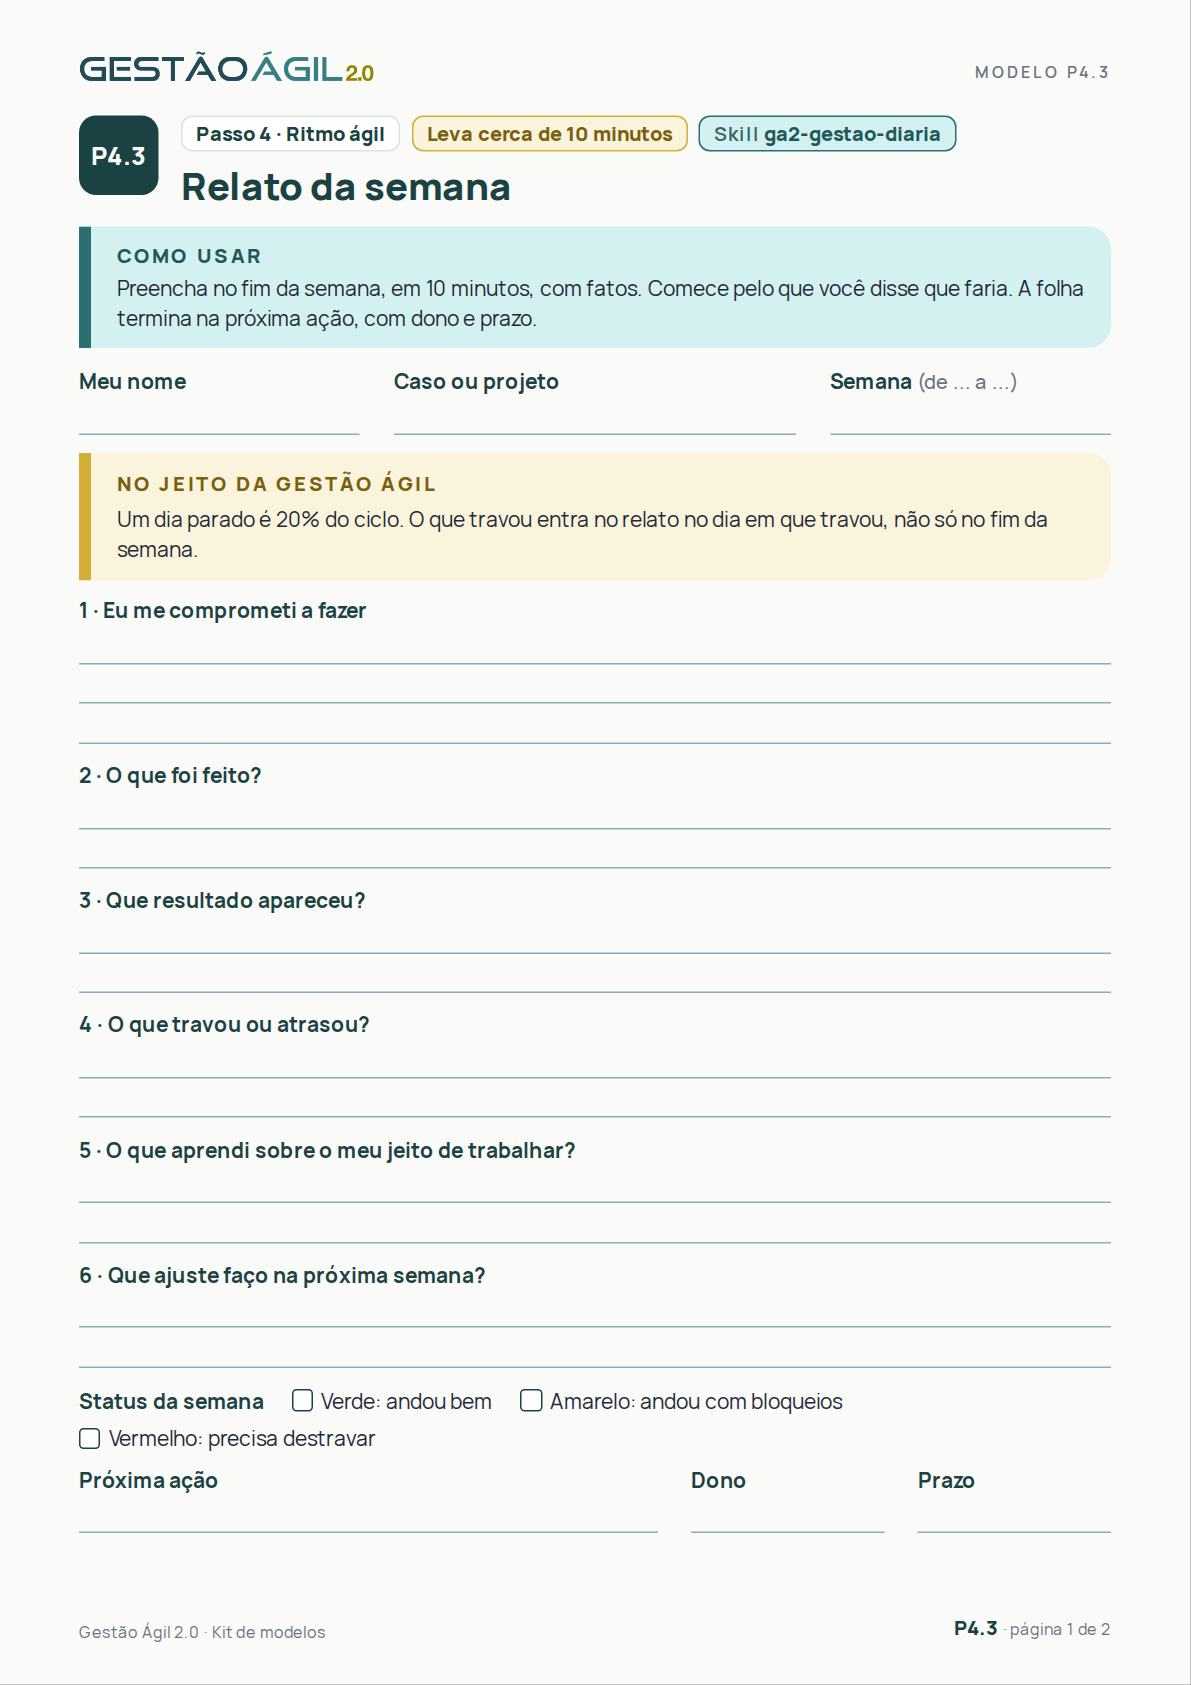 GESTÃOÁGIL2.0
MODELO P4.3
P4.3
Passo 4 · Ritmo ágil
Leva cerca de 10 minutos
Skill ga2-gestao-diaria
Relato da semana
COMO USAR
Preencha no fim da semana, em 10 minutos, com fatos. Comece pelo que você disse que faria. A folha
termina na próxima ação, com dono e prazo.
Meu nome
Caso ou projeto
Semana (de ... a ...)
NO JEITO DA GESTÃO ÁGIL
Um dia parado é 20% do ciclo. O que travou entra no relato no dia em que travou, não só no fim da
semana.
1 · Eu me comprometi a fazer
2 · O que foi feito?
3 · Que resultado apareceu?
4 · O que travou ou atrasou?
5 · O que aprendi sobre o meu jeito de trabalhar?
6 · Que ajuste faço na próxima semana?
Status da semana
Verde: andou bem
Amarelo: andou com bloqueios
Vermelho: precisa destravar
Próxima ação
Dono
Prazo
Gestão Ágil 2.0 · Kit de modelos
P4.3 · página 1 de 2